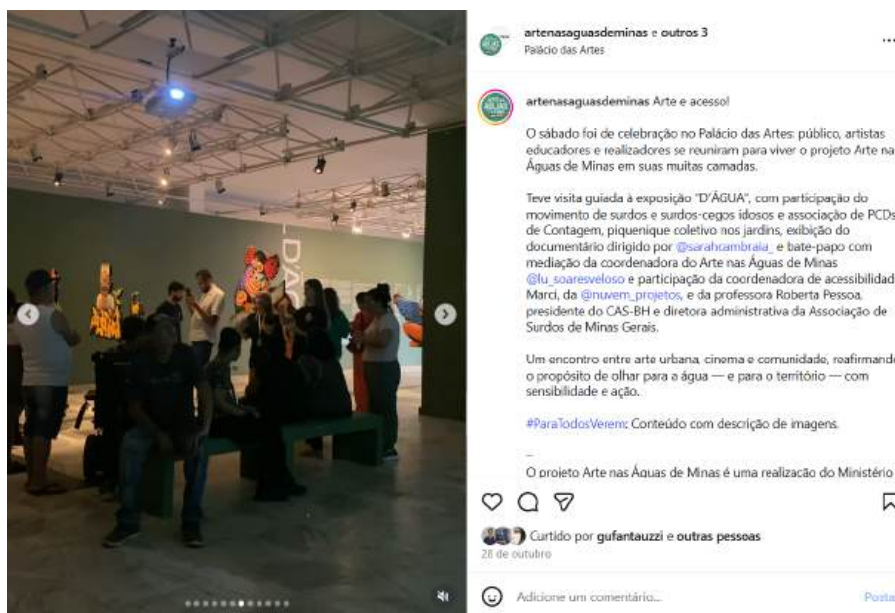 D'ÁG
artenasaguasdeminas e outros 3
Palácio das Artes
artenasaguasdeminas Arte e acesso!
O sábado foi de celebração no Palácio das Artes: público, artistas
educadores e realizadores se reuniram para viver o projeto Arte na
Águas de Minas em suas muitas camadas.
Teve visita guiada à exposição "D'ÁGUA", com participação do
movimento de surdos e surdos-cegos idosos e associação de PCDs
de Contagem, piquenique coletivo nos jardins, exibição do
documentário dirigido por @sarahcambraia_ e bate-papo com
mediação da coordenadora do Arte nas Águas de Minas
@lu_soaresveloso e participação da coordenadora de acessibilidad
Marci, da @nuvem_projetos, e da professora Roberta Pessoa,
presidente do CAS-BH e diretora administrativa da Associação de
Surdos de Minas Gerais.
Um encontro entre arte urbana, cinema e comunidade, reafirmando
o propósito de olhar para a água — e para o território — com
sensibilidade e ação.
#ParaTodosVerem: Conteúdo com descrição de imagens.
--
O projeto Arte nas Águas de Minas é uma realização do Ministério
Curtido por gufantauzzi e outras pessoas
28 de outubro
Adicione um comentário...
Posta